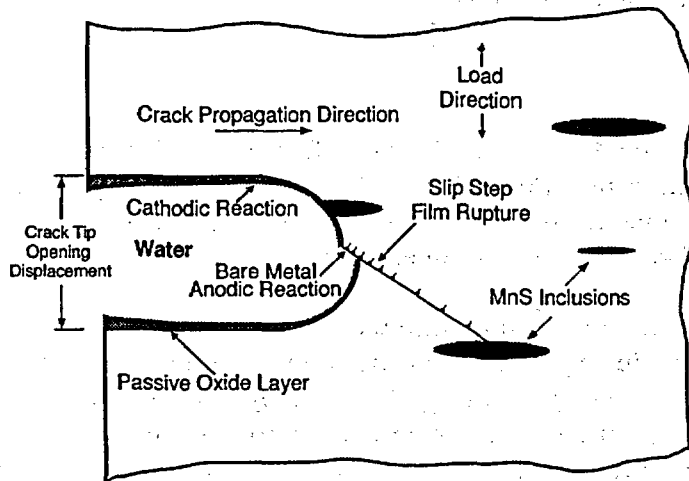 Load
Direction
Crack Propagation Direction
Slip Step
Film Rupture
Cathodic Reaction
Crack Tip
Opening
Displacement
Water
Bare Metal
Anodic Reaction
MnS Inclusions
Passive Oxide Layer